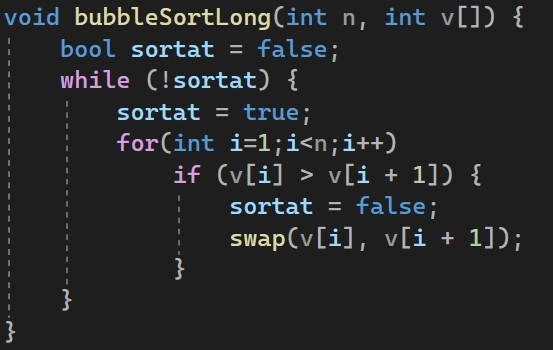 void bubbleSortLong(int n, int v[]) {
    bool sortat = false;
    while (!sortat) {
        sortat = true;
        for(int i=1;i<n;i++)
            if (v[i] > v[i + 1]) {
                sortat = false;
                swap(v[i], v[i + 1]);
            }
    }
}